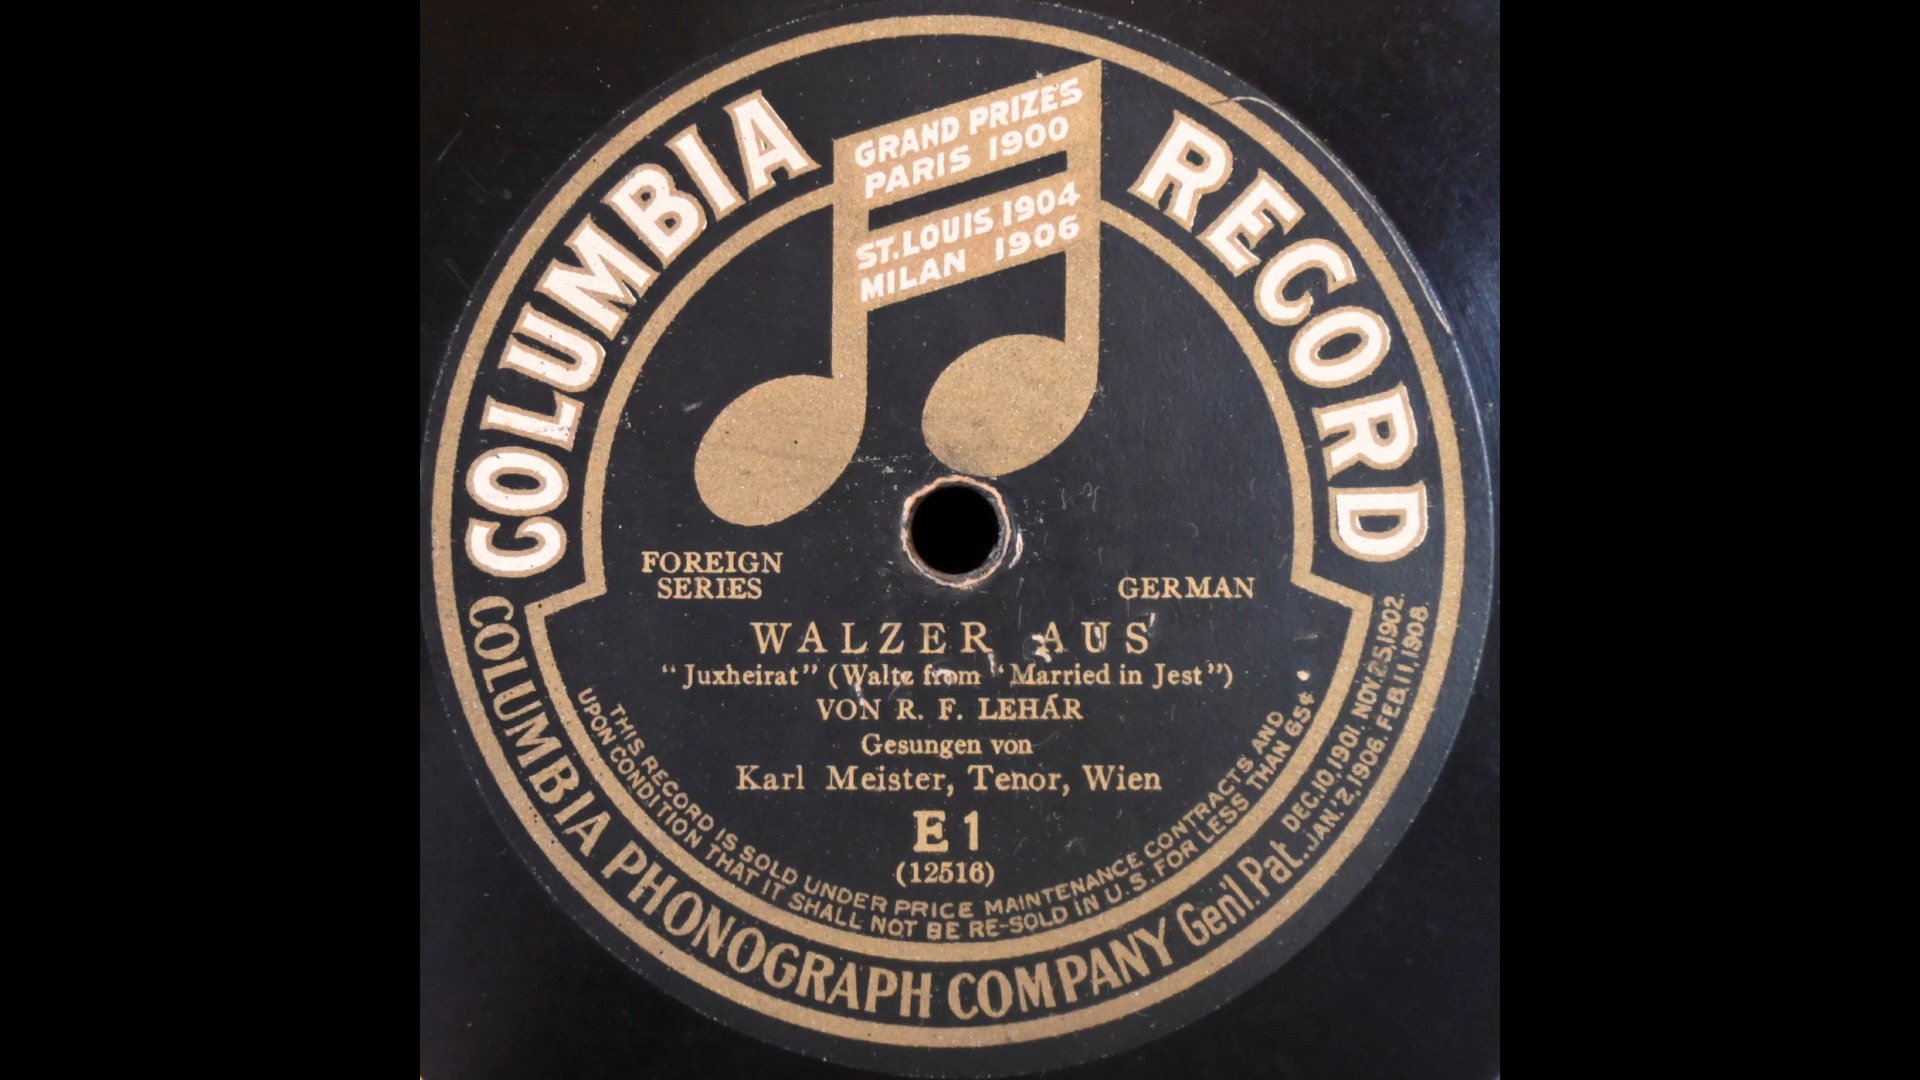 COLUMBIA RECORD
GRAND PRIZES
PARIS 1900
ST. LOUIS 1904
MILAN 1906
FOREIGN
SERIES
GERMAN
WALZER AUS
"Juxheirat" (Waltz from "Married in Jest")
VON R. F. LEHÁR
Gesungen von
Karl Meister, Tenor, Wien
E 1
(12516)
THIS RECORD IS SOLD UNDER PRICE MAINTENANCE CONTRACTS AND
UPON CONDITION THAT IT SHALL NOT BE RE-SOLD IN U.S. FOR LESS THAN 65¢.
COLUMBIA PHONOGRAPH COMPANY Gen'l. Pat. DEC. 10, 1901. NOV. 25, 1902.
JAN. 2, 1906. FEB. 11, 1908.